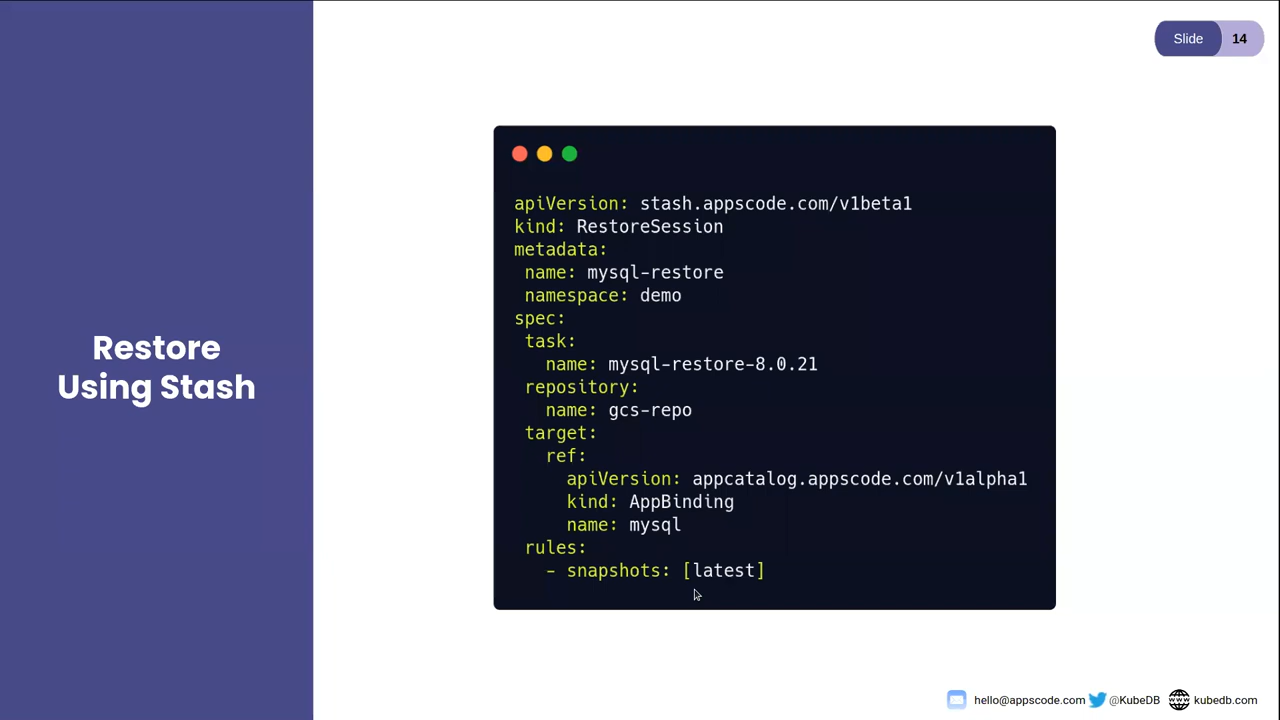 Slide 14
Restore
Using Stash
apiVersion: stash.appscode.com/v1beta1
kind: RestoreSession
metadata:
 name: mysql-restore
 namespace: demo
spec:
 task:
   name: mysql-restore-8.0.21
 repository:
   name: gcs-repo
 target:
   ref:
     apiVersion: appcatalog.appscode.com/v1alpha1
     kind: AppBinding
     name: mysql
 rules:
   - snapshots: [latest]
hello@appscode.com @KubeDB kubedb.com